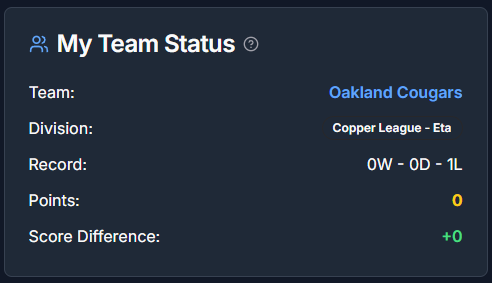 My Team Status
Team: Oakland Cougars
Division: Copper League - Eta
Record: 0W - 0D - 1L
Points: 0
Score Difference: +0